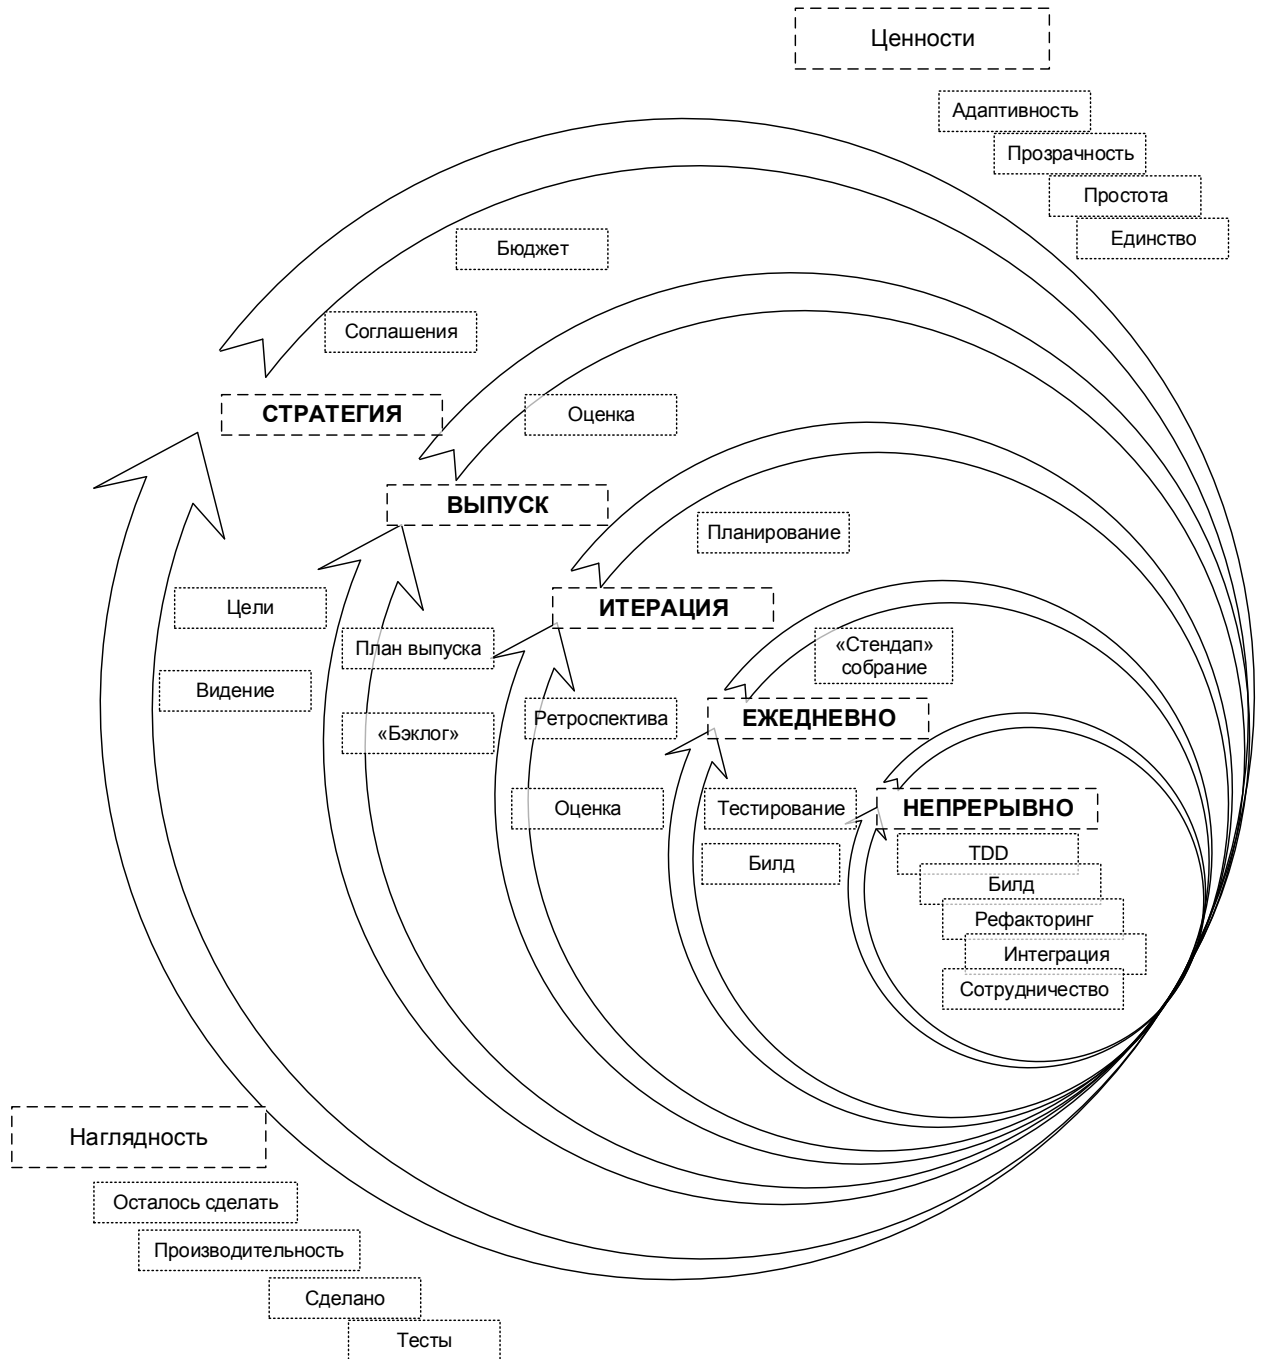 Ценности
Адаптивность
Прозрачность
Простота
Единство
Бюджет
Соглашения
СТРАТЕГИЯ
Оценка
ВЫПУСК
Планирование
ИТЕРАЦИЯ
Цели
План выпуска
«Стендап»
собрание
Видение
«Бэклог»
Ретроспектива
ЕЖЕДНЕВНО
Оценка
Тестирование
НЕПРЕРЫВНО
Билд
TDD
Билд
Рефакторинг
Интеграция
Сотрудничество
Наглядность
Осталось сделать
Производительность
Сделано
Тесты